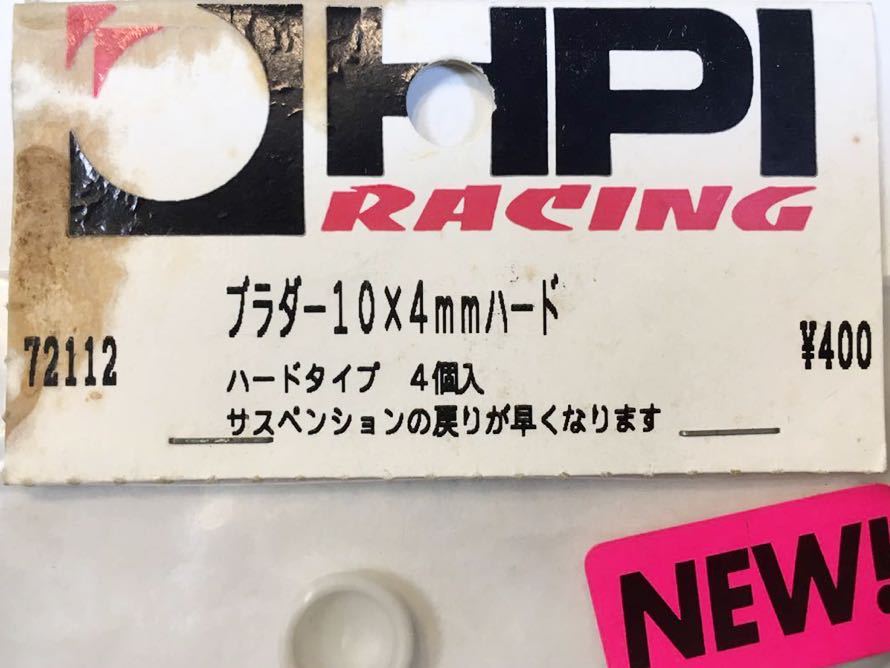 HPI
RACING
ブラダー10×4mmハード
72112
¥400
ハードタイプ 4個入
サスペンションの戻りが早くなります
NEW!